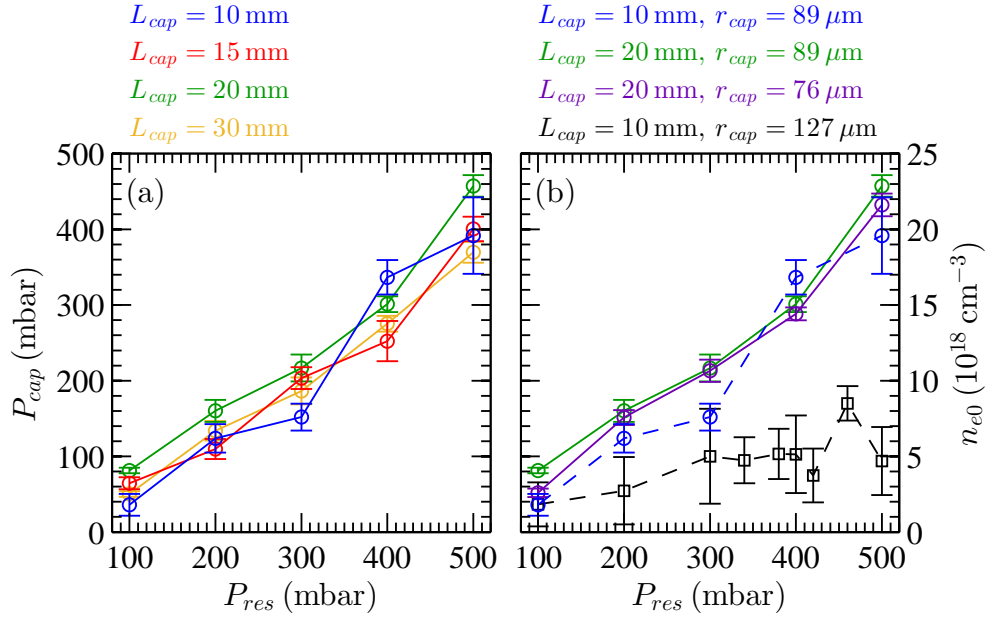 L_cap = 10 mm
L_cap = 15 mm
L_cap = 20 mm
L_cap = 30 mm
L_cap = 10 mm, r_cap = 89 μm
L_cap = 20 mm, r_cap = 89 μm
L_cap = 20 mm, r_cap = 76 μm
L_cap = 10 mm, r_cap = 127 μm
(a)
500
400
300
200
100
0
P_cap (mbar)
100 200 300 400 500
P_res (mbar)
(b)
25
20
15
10
5
0
n_e0 (10^18 cm^−3)
100 200 300 400 500
P_res (mbar)